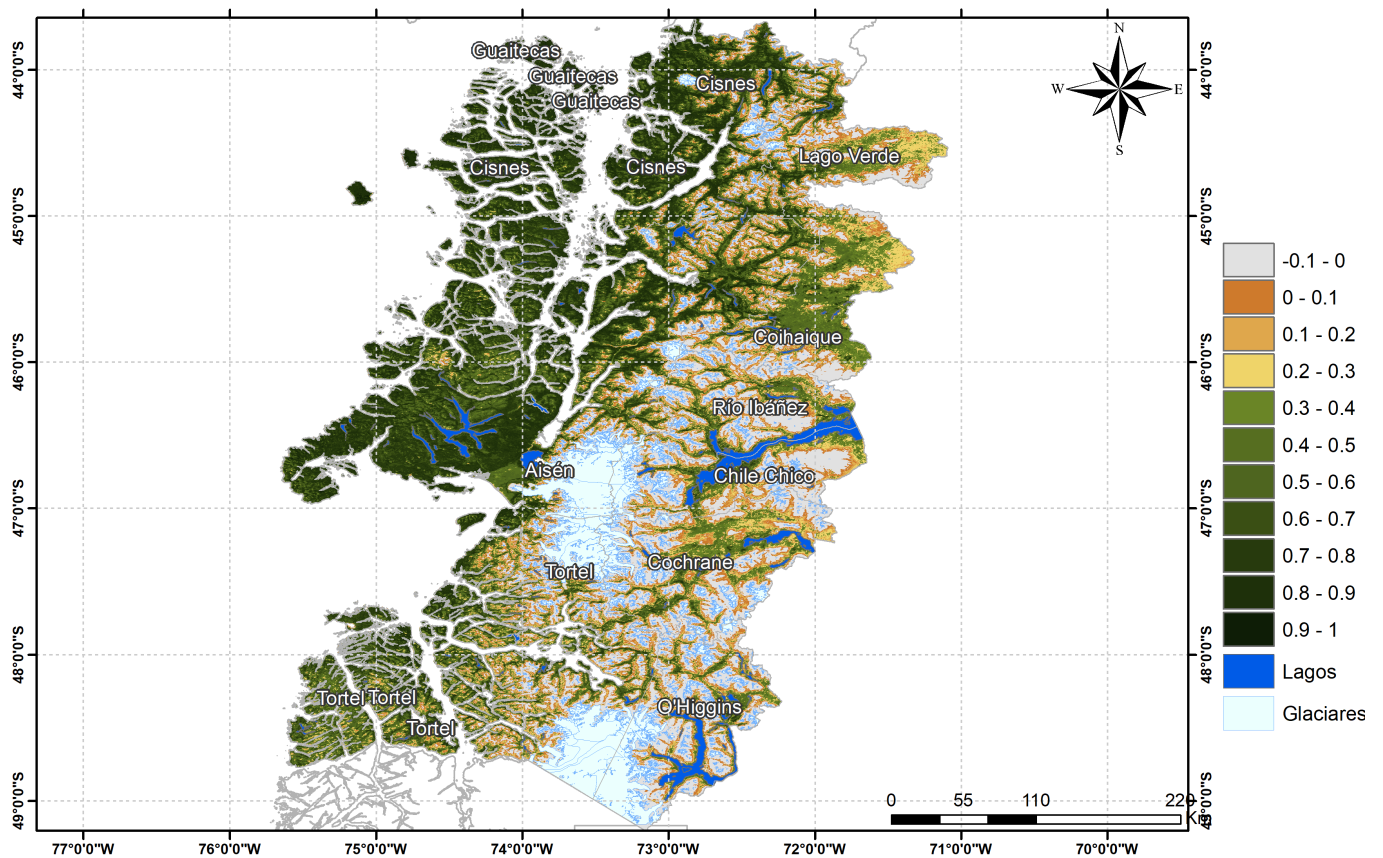 N
W E
S
Guaitecas
Guaitecas
Guaitecas
Cisnes
Lago Verde
Cisnes
Cisnes
Coihaique
Río Ibáñez
Aisén
Chile Chico
Tortel
Cochrane
Tortel
Tortel
O'Higgins
Tortel
44°0'0"S
45°0'0"S
46°0'0"S
47°0'0"S
48°0'0"S
49°0'0"S
44°0'0"S
45°0'0"S
46°0'0"S
47°0'0"S
48°0'0"S
-0.1 - 0
0 - 0.1
0.1 - 0.2
0.2 - 0.3
0.3 - 0.4
0.4 - 0.5
0.5 - 0.6
0.6 - 0.7
0.7 - 0.8
0.8 - 0.9
0.9 - 1
Lagos
Glaciares
0 55 110 220
77°0'0"W 76°0'0"W 75°0'0"W 74°0'0"W 73°0'0"W 72°0'0"W 71°0'0"W 70°0'0"W